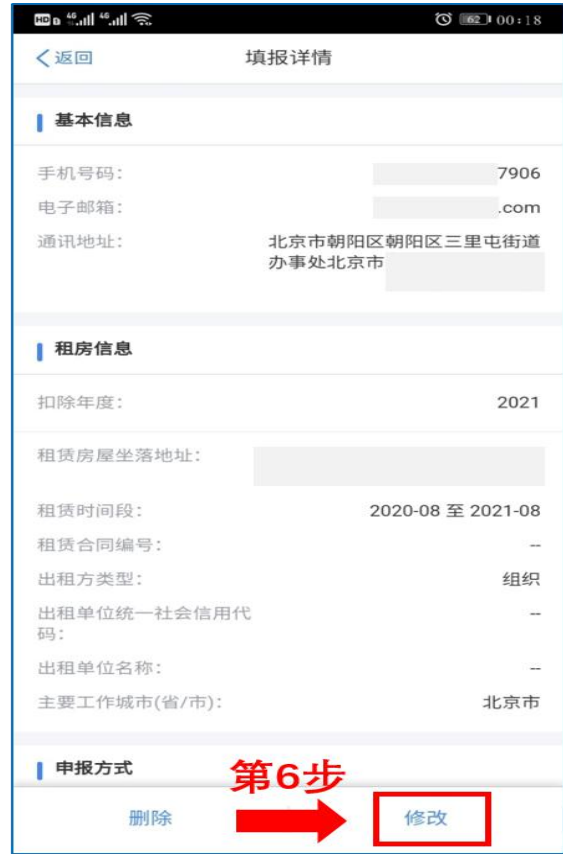 HD 4G 4G 62 00:18
返回 填报详情
基本信息
手机号码: 7906
电子邮箱: .com
通讯地址: 北京市朝阳区朝阳区三里屯街道
办事处北京市
租房信息
扣除年度: 2021
租赁房屋坐落地址:
租赁时间段: 2020-08 至 2021-08
租赁合同编号: --
出租方类型: 组织
出租单位统一社会信用代 --
码:
出租单位名称: --
主要工作城市(省/市): 北京市
申报方式
第6步
删除 修改